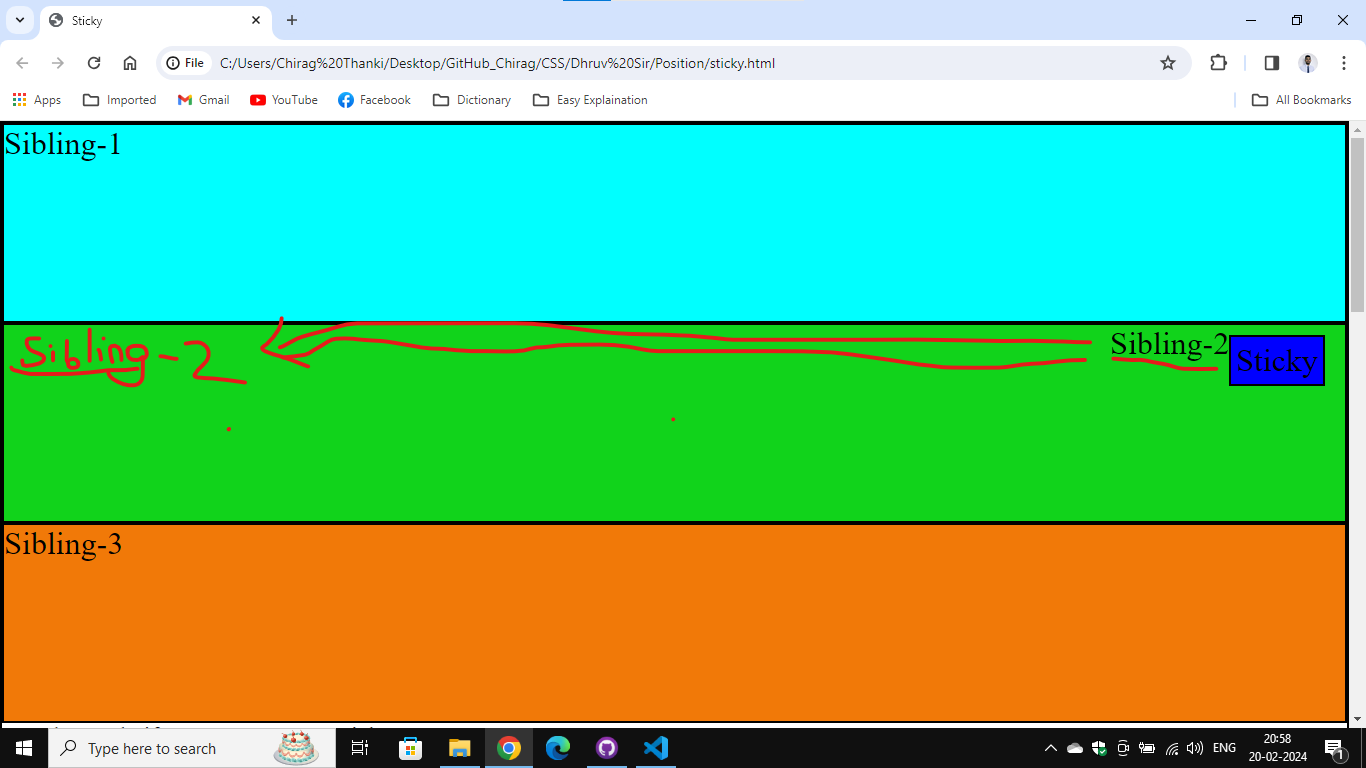 Sticky
File C:/Users/Chirag%20Thanki/Desktop/GitHub_Chirag/CSS/Dhruv%20Sir/Position/sticky.html
Apps Imported Gmail YouTube Facebook Dictionary Easy Explaination All Bookmarks
Sibling-1
Sibling-2 Sibling-2 Sticky
Sibling-3
Type here to search ENG 20:58
20-02-2024 1